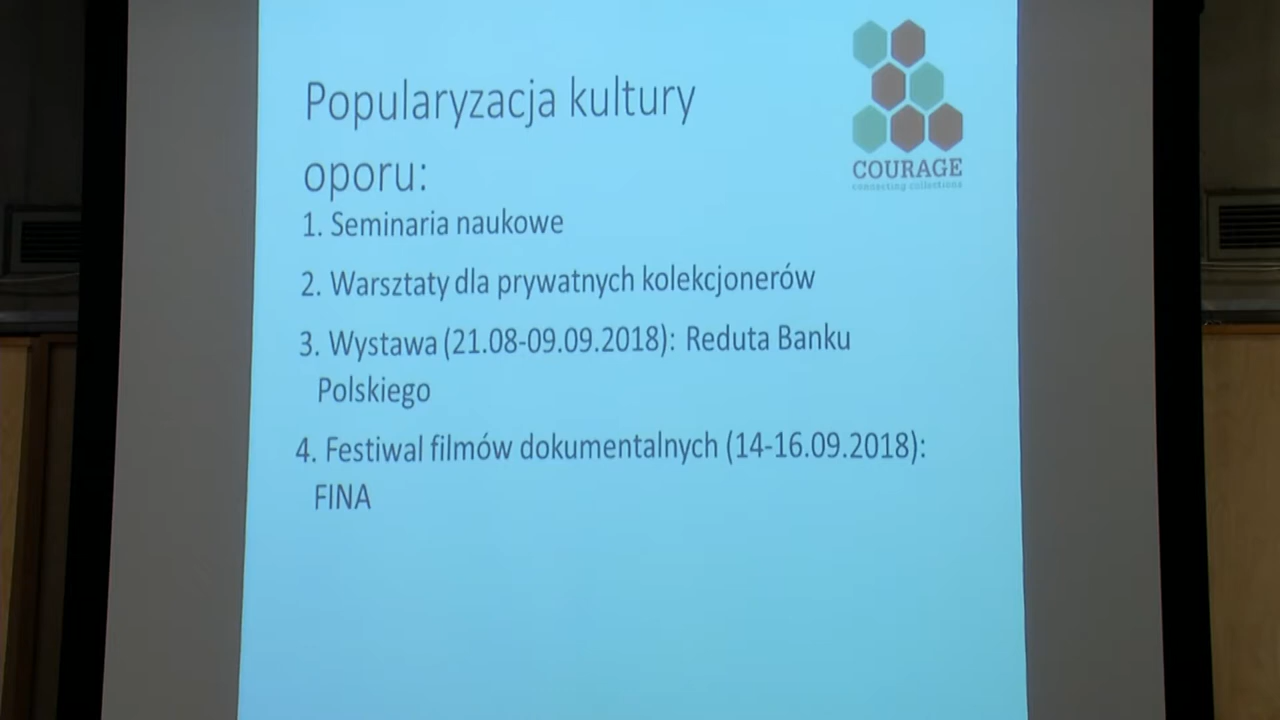 Popularyzacja kultury
oporu:
1. Seminaria naukowe
2. Warsztaty dla prywatnych kolekcjonerów
3. Wystawa (21.08-09.09.2018): Reduta Banku
Polskiego
4. Festiwal filmów dokumentalnych (14-16.09.2018):
FINA
COURAGE
connecting collections